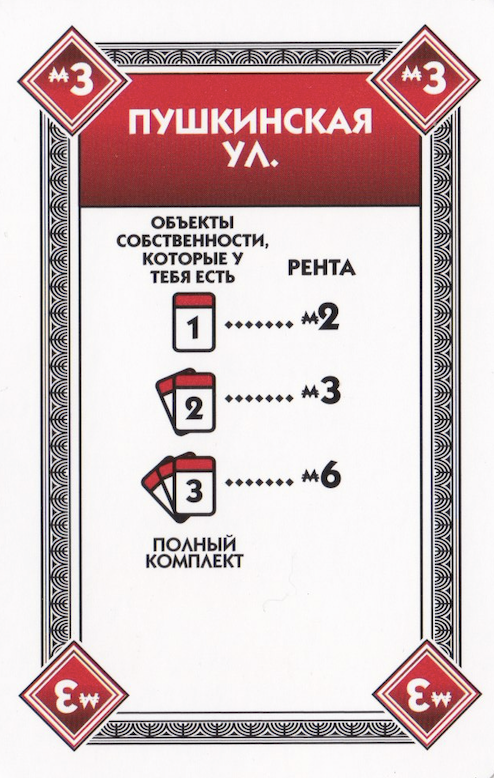 ₩3 ₩3
ПУШКИНСКАЯ
УЛ.
ОБЪЕКТЫ
СОБСТВЕННОСТИ,
КОТОРЫЕ У
ТЕБЯ ЕСТЬ
РЕНТА
1 ....... ₩2
2 ....... ₩3
3 ....... ₩6
ПОЛНЫЙ
КОМПЛЕКТ
₩3 ₩3